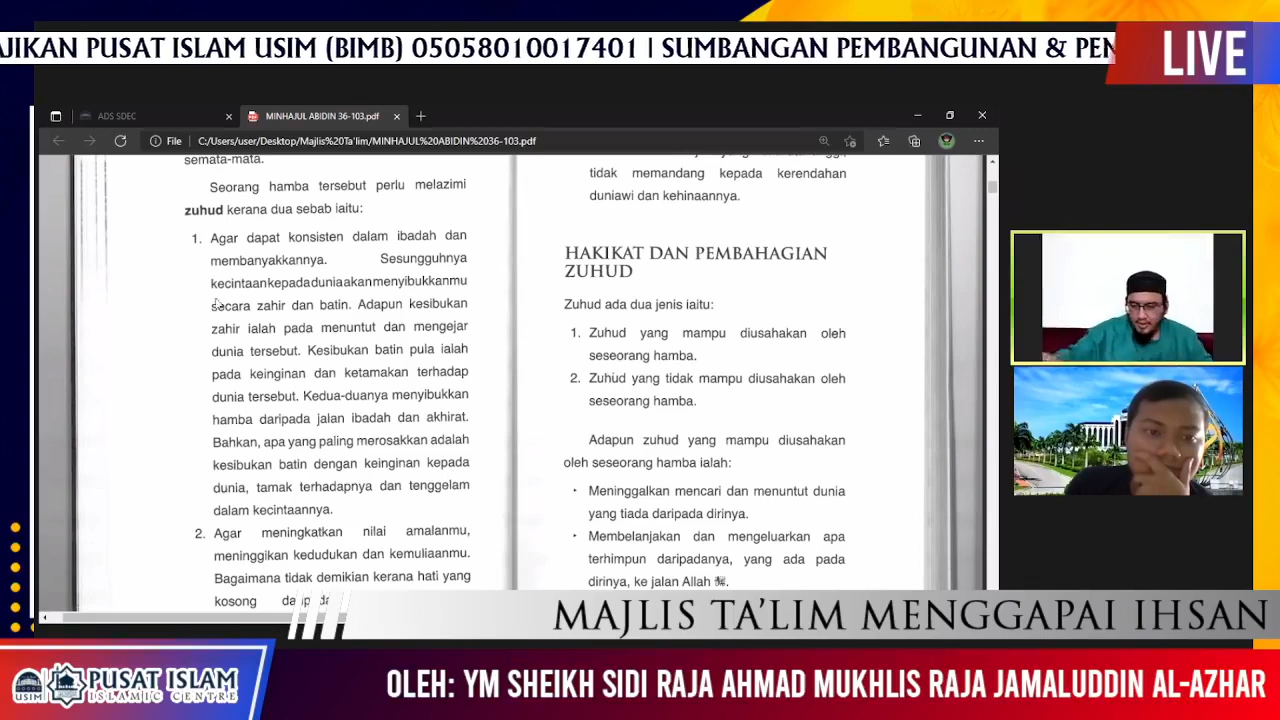 AJIKAN PUSAT ISLAM USIM (BIMB) 05058010017401 | SUMBANGAN PEMBANGUNAN & PEN
LIVE
ADS SDEC
MINHAJUL ABIDIN 36-103.pdf
File
C:/Users/user/Desktop/Majlis%20Ta'lim/MINHAJUL%20ABIDIN%2036-103.pdf
semata-mata.
Seorang hamba tersebut perlu melazimi
zuhud kerana dua sebab iaitu:
1. Agar dapat konsisten dalam ibadah dan
membanyakkannya. Sesungguhnya
kecintaan kepada dunia akan menyibukkanmu
secara zahir dan batin. Adapun kesibukan
zahir ialah pada menuntut dan mengejar
dunia tersebut. Kesibukan batin pula ialah
pada keinginan dan ketamakan terhadap
dunia tersebut. Kedua-duanya menyibukkan
hamba daripada jalan ibadah dan akhirat.
Bahkan, apa yang paling merosakkan adalah
kesibukan batin dengan keinginan kepada
dunia, tamak terhadapnya dan tenggelam
dalam kecintaannya.
2. Agar meningkatkan nilai amalanmu,
meninggikan kedudukan dan kemuliaanmu.
Bagaimana tidak demikian kerana hati yang
kosong
tidak memandang kepada kerendahan
duniawi dan kehinaannya.
HAKIKAT DAN PEMBAHAGIAN
ZUHUD
Zuhud ada dua jenis iaitu:
1. Zuhud yang mampu diusahakan oleh
seseorang hamba.
2. Zuhud yang tidak mampu diusahakan oleh
seseorang hamba.
Adapun zuhud yang mampu diusahakan
oleh seseorang hamba ialah:
• Meninggalkan mencari dan menuntut dunia
yang tiada daripada dirinya.
• Membelanjakan dan mengeluarkan apa
terhimpun daripadanya, yang ada pada
dirinya, ke jalan Allah
MAJLIS TA'LIM MENGGAPAI IHSAN
USIM
PUSAT ISLAM
ISLAMIC CENTRE
OLEH: YM SHEIKH SIDI RAJA AHMAD MUKHLIS RAJA JAMALUDDIN AL-AZHAR